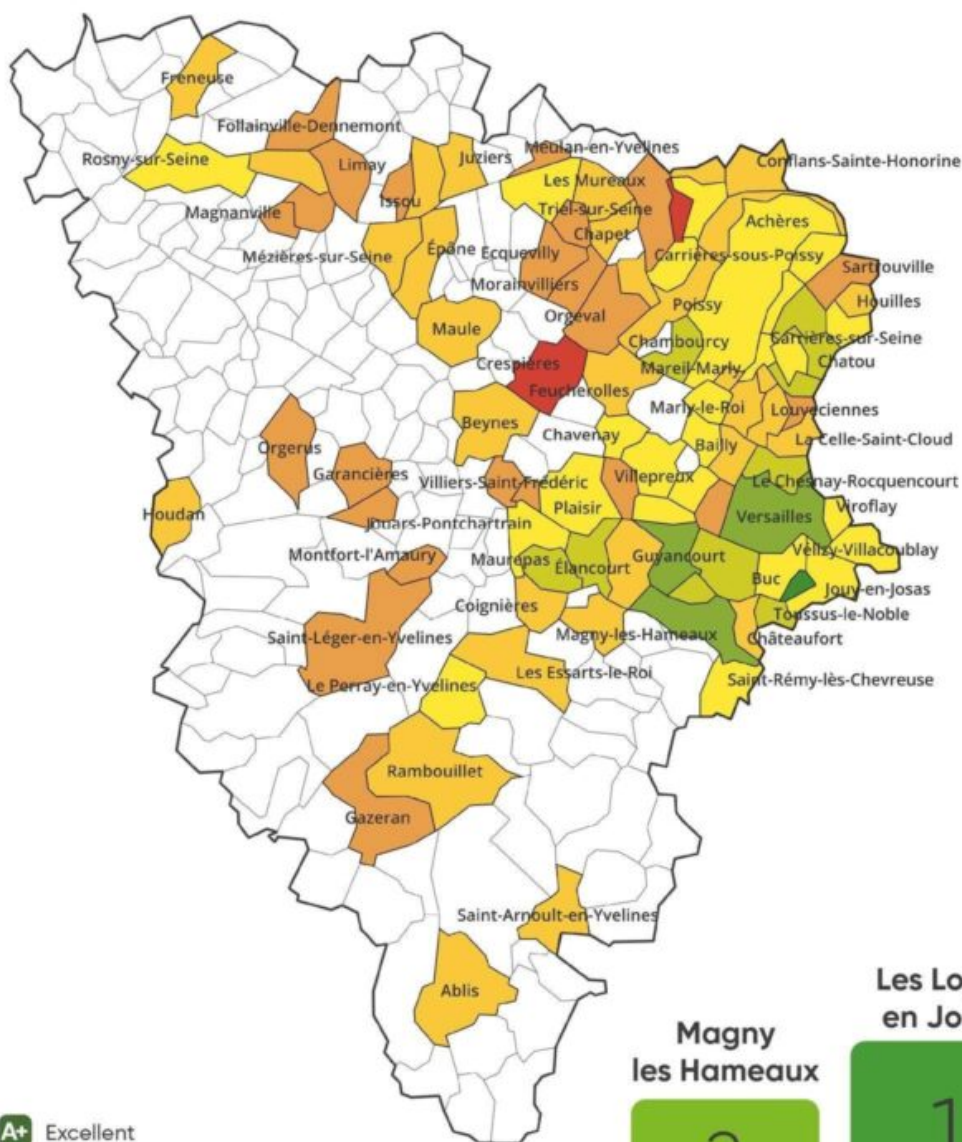 Freneuse
Follainville-Dennemont
Rosny-sur-Seine
Limay
Issou
Juziers
Meulan-en-Yvelines
Conflans-Sainte-Honorine
Les Mureaux
Magnanville
Triel-sur-Seine
Achères
Chapet
Mézières-sur-Seine
Épône
Ecquevilly
Carrières-sous-Poissy
Sartrouville
Morainvilliers
Houilles
Orgeval
Poissy
Maule
Chambourcy
Carrières-sur-Seine
Crespières
Mareil-Marly
Chatou
Feucherolles
Marly-le-Roi
Louveciennes
Beynes
Chavenay
Bailly
La Celle-Saint-Cloud
Orgerus
Garancières
Villiers-Saint-Frédéric
Villepreux
Le Chesnay-Rocquencourt
Houdan
Plaisir
Versailles
Viroflay
Jouars-Pontchartrain
Montfort-l'Amaury
Maurepas
Élancourt
Guyancourt
Vélizy-Villacoublay
Buc
Jouy-en-Josas
Coignières
Toussus-le-Noble
Saint-Léger-en-Yvelines
Magny-les-Hameaux
Châteaufort
Les Essarts-le-Roi
Le Perray-en-Yvelines
Saint-Rémy-lès-Chevreuse
Rambouillet
Gazeran
Saint-Arnoult-en-Yvelines
Ablis
Les Lo
en Jo
Magny
les Hameaux
1
A+ Excellent